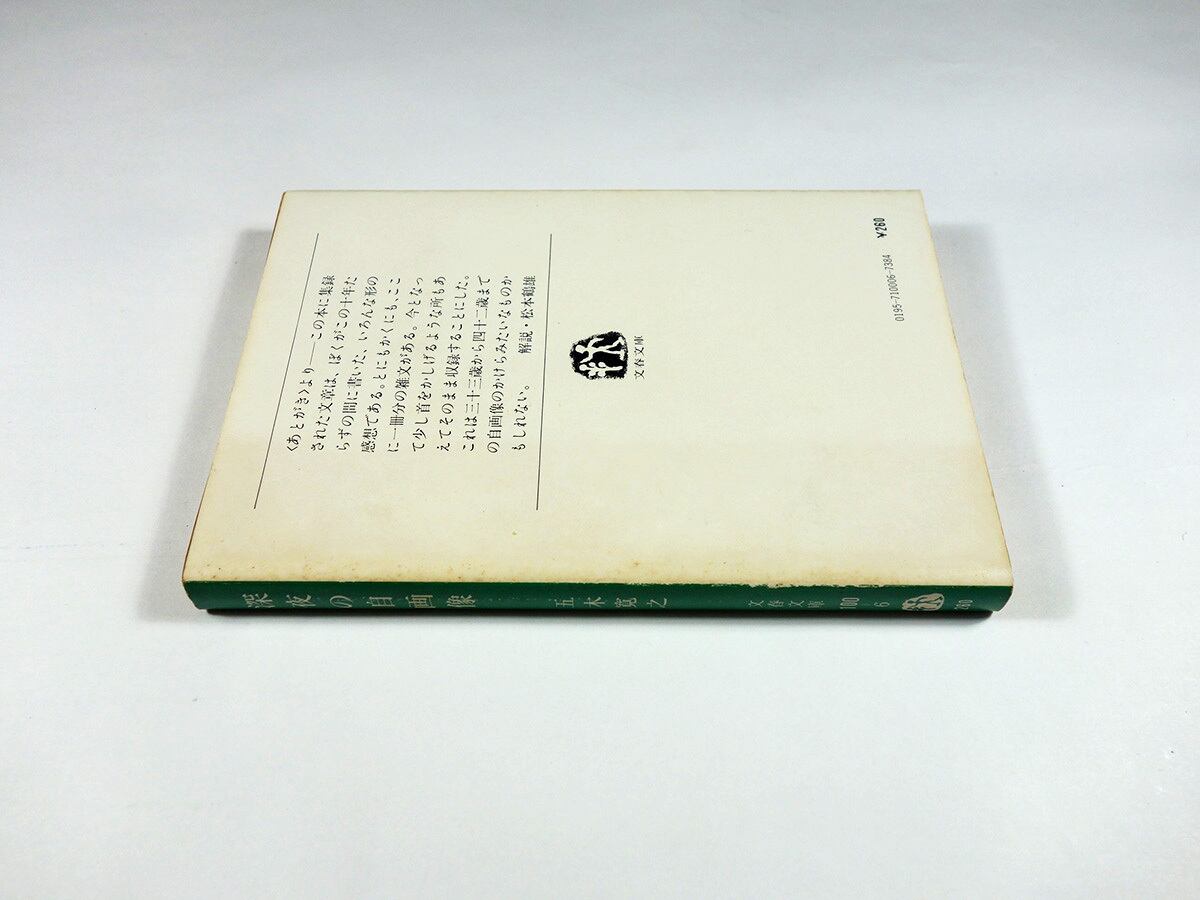 〈あとがき〉より――この本に集録
された文章は、ぼくがこの十年た
らずの間に書いた、いろんな形の
感想である。とにもかくにも、ここ
に一冊分の雑文がある。今となっ
て少し首をかしげるような所もあ
えてそのまま収録することにした。
これは三十三歳から四十二歳まで
の自画像のかけらみたいなものか
もしれない。　解説・松本鶴雄
文春文庫
0195-710006-7384
¥260
深夜の自画像 五木寛之 文春文庫 100 6 260